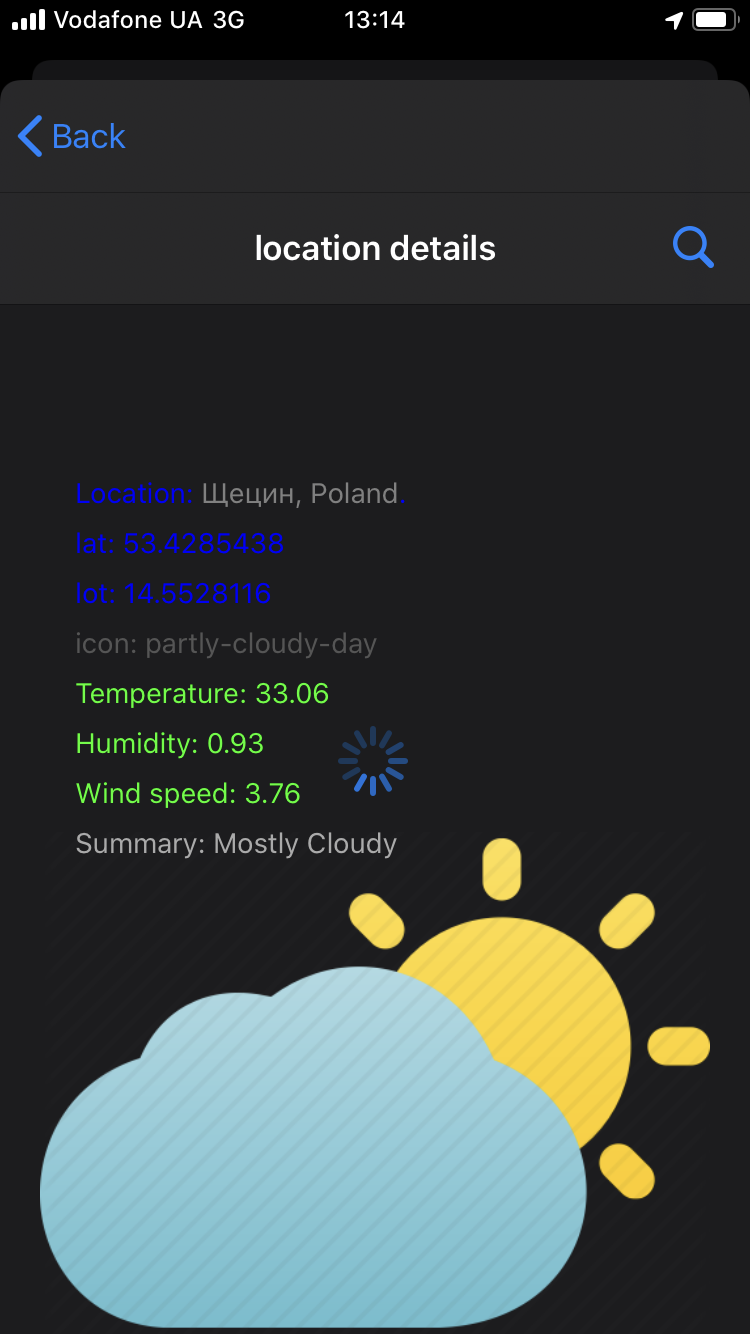 Vodafone UA 3G 13:14
Back
location details
Location: Щецин, Poland.
lat: 53.4285438
lot: 14.5528116
icon: partly-cloudy-day
Temperature: 33.06
Humidity: 0.93
Wind speed: 3.76
Summary: Mostly Cloudy